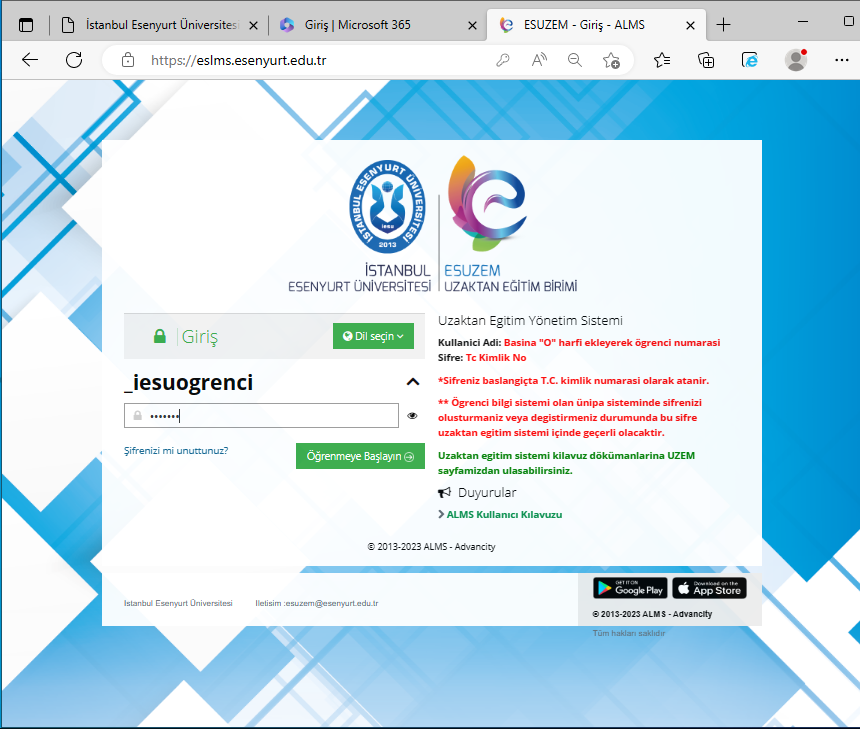 İstanbul Esenyurt Üniversitesi
Giriş | Microsoft 365
ESUZEM - Giriş - ALMS
https://eslms.esenyurt.edu.tr
İSTANBUL ESENYURT ÜNİVERSİTESİ
iesu
2013
İSTANBUL
ESENYURT ÜNİVERSİTESİ
ESUZEM
UZAKTAN EĞİTİM BİRİMİ
Giriş
Dil seçin
_iesuogrenci
•••••••
Şifrenizi mi unuttunuz?
Öğrenmeye Başlayın
Uzaktan Egitim Yönetim Sistemi
Kullanici Adi: Basina "O" harfi ekleyerek ögrenci numarasi
Sifre: Tc Kimlik No
*Sifreniz baslangiçta T.C. kimlik numarasi olarak atanir.
** Ögrenci bilgi sistemi olan ünipa sisteminde sifrenizi
olusturmaniz veya degistirmeniz durumunda bu sifre
uzaktan egitim sistemi içinde geçerli olacaktir.
Uzaktan egitim sistemi kilavuz dökümanlarina UZEM
sayfamizdan ulasabilirsiniz.
Duyurular
ALMS Kullanıcı Kılavuzu
© 2013-2023 ALMS - Advancity
Istanbul Esenyurt Üniversitesi
Iletisim :esuzem@esenyurt.edu.tr
GET IT ON
Google Play
Download on the
App Store
© 2013-2023 ALMS - Advancity
Tüm hakları saklıdır